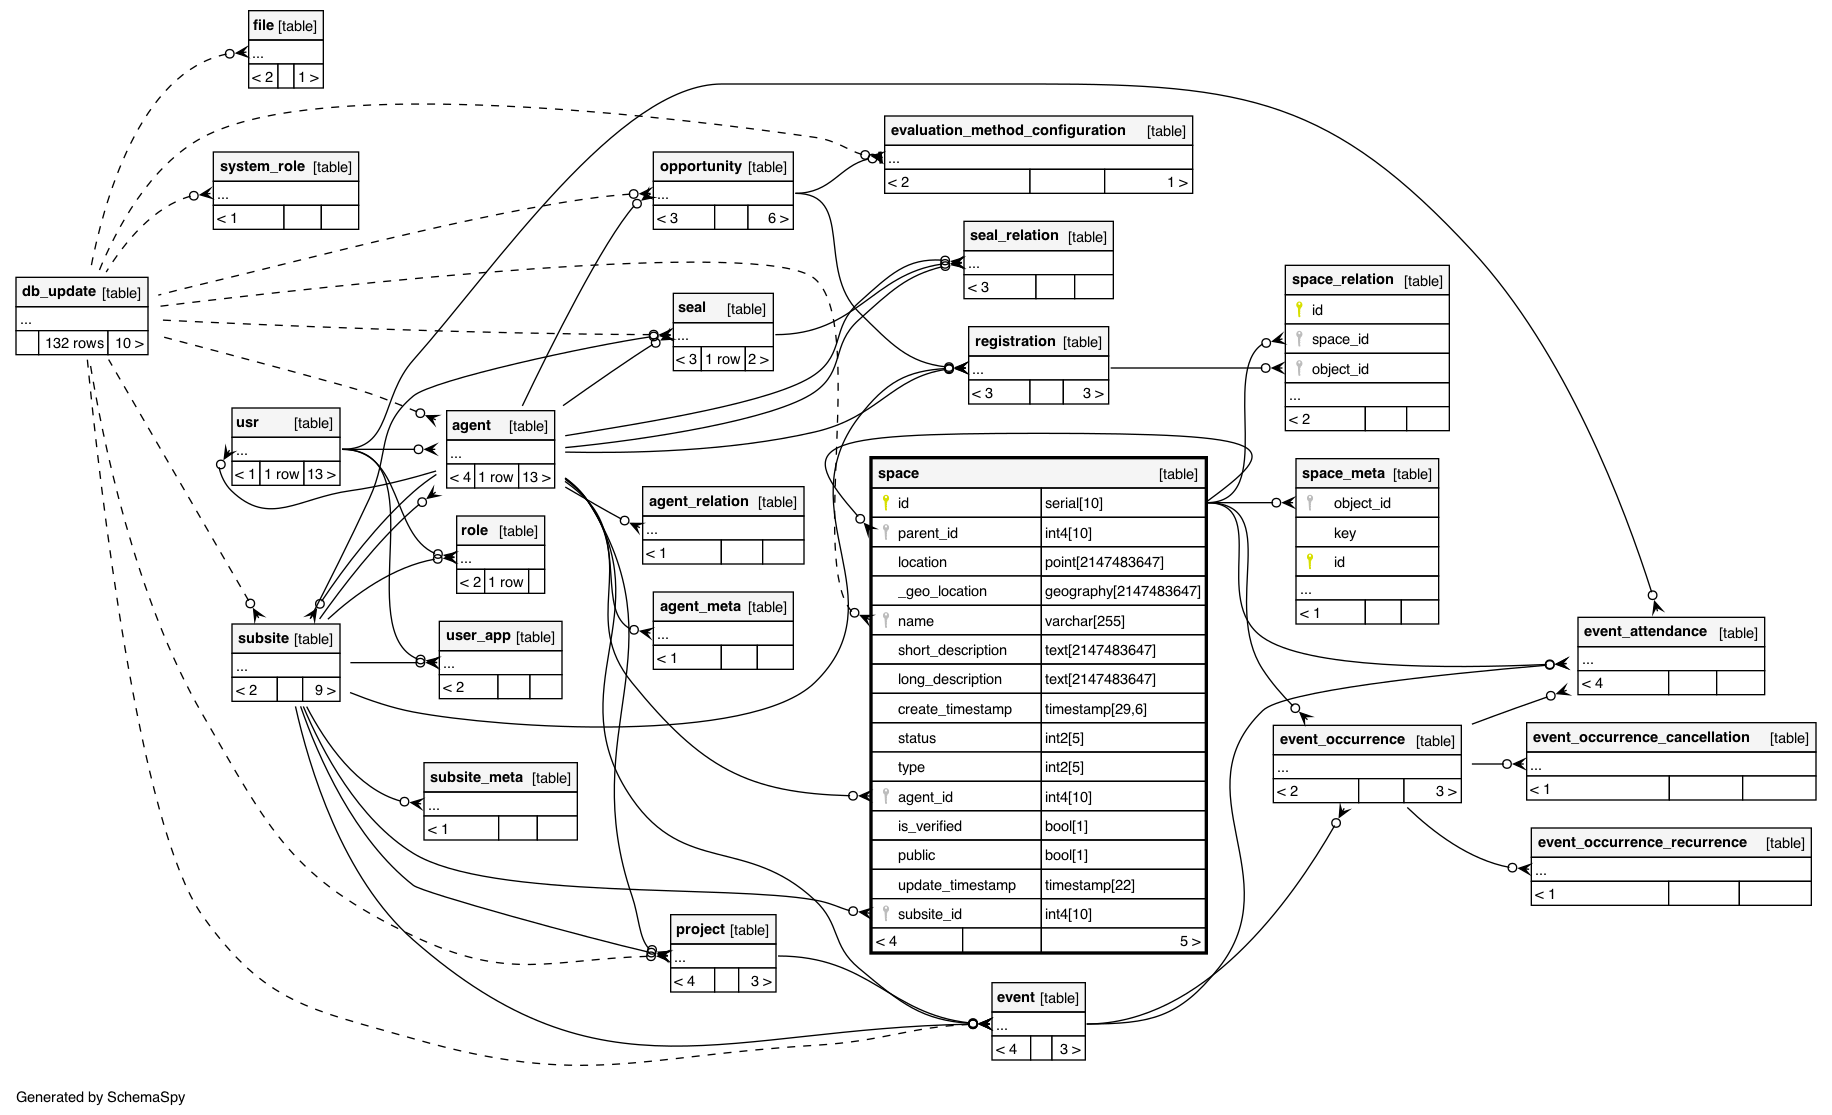 file [table]
...
< 2 1 >
system_role [table]
...
< 1
db_update [table]
...
132 rows 10 >
usr [table]
...
< 1 1 row 13 >
subsite [table]
...
< 2 9 >
agent [table]
...
< 4 1 row 13 >
role [table]
...
< 2 1 row
user_app [table]
...
< 2
subsite_meta [table]
...
< 1
opportunity [table]
...
< 3 6 >
seal [table]
...
< 3 1 row 2 >
agent_relation [table]
...
< 1
agent_meta [table]
...
< 1
project [table]
...
< 4 3 >
evaluation_method_configuration [table]
...
< 2 1 >
seal_relation [table]
...
< 3
registration [table]
...
< 3 3 >
space [table]
id serial[10]
parent_id int4[10]
location point[2147483647]
_geo_location geography[2147483647]
name varchar[255]
short_description text[2147483647]
long_description text[2147483647]
create_timestamp timestamp[29,6]
status int2[5]
type int2[5]
agent_id int4[10]
is_verified bool[1]
public bool[1]
update_timestamp timestamp[22]
subsite_id int4[10]
< 4 5 >
event [table]
...
< 4 3 >
space_relation [table]
id
space_id
object_id
...
< 2
space_meta [table]
object_id
key
id
...
< 1
event_attendance [table]
...
< 4
event_occurrence [table]
...
< 2 3 >
event_occurrence_cancellation [table]
...
< 1
event_occurrence_recurrence [table]
...
< 1
Generated by SchemaSpy